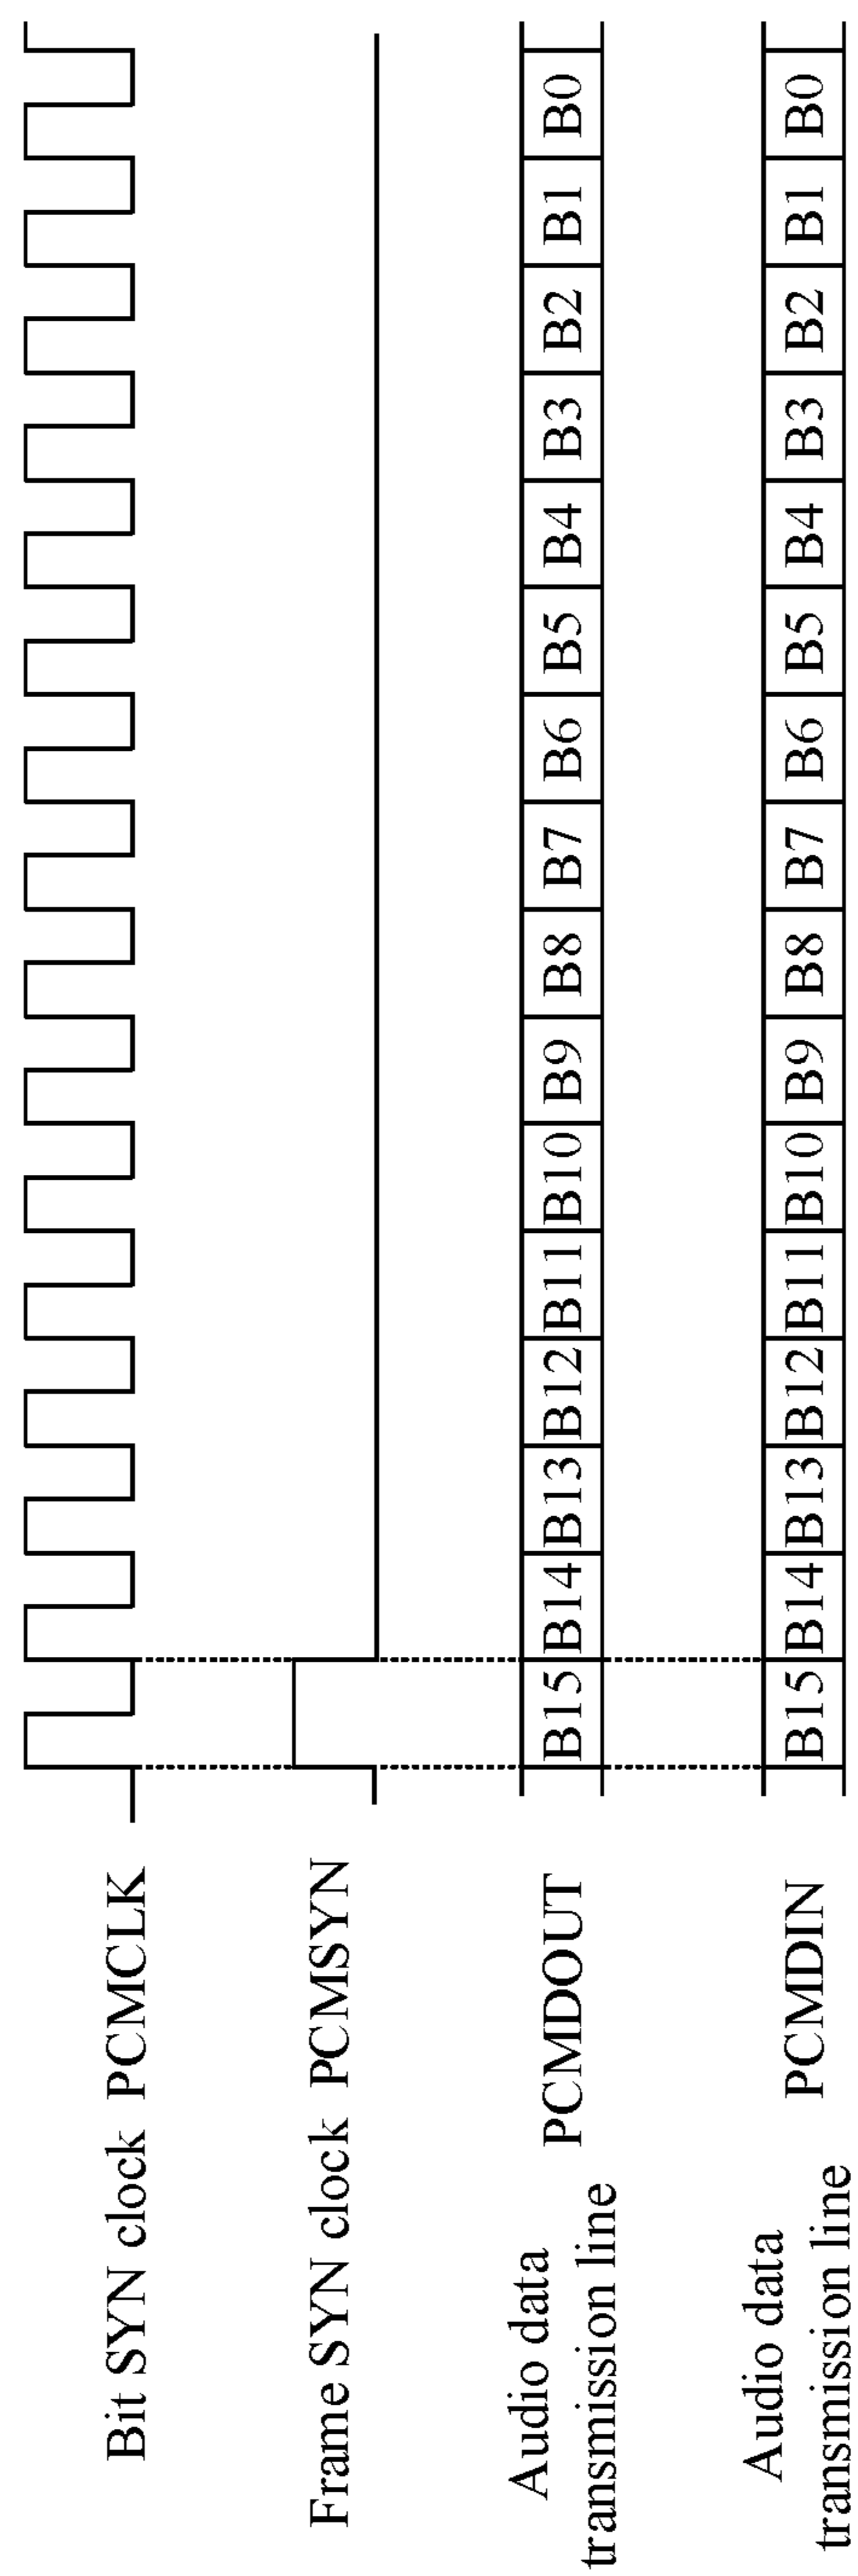 Bit SYN clock PCMCLK
Frame SYN clock PCMSYN
Audio data
transmission line
PCMDOUT
B15 B14 B13 B12 B11 B10 B9 B8 B7 B6 B5 B4 B3 B2 B1 B0
Audio data
transmission line
PCMDIN
B15 B14 B13 B12 B11 B10 B9 B8 B7 B6 B5 B4 B3 B2 B1 B0